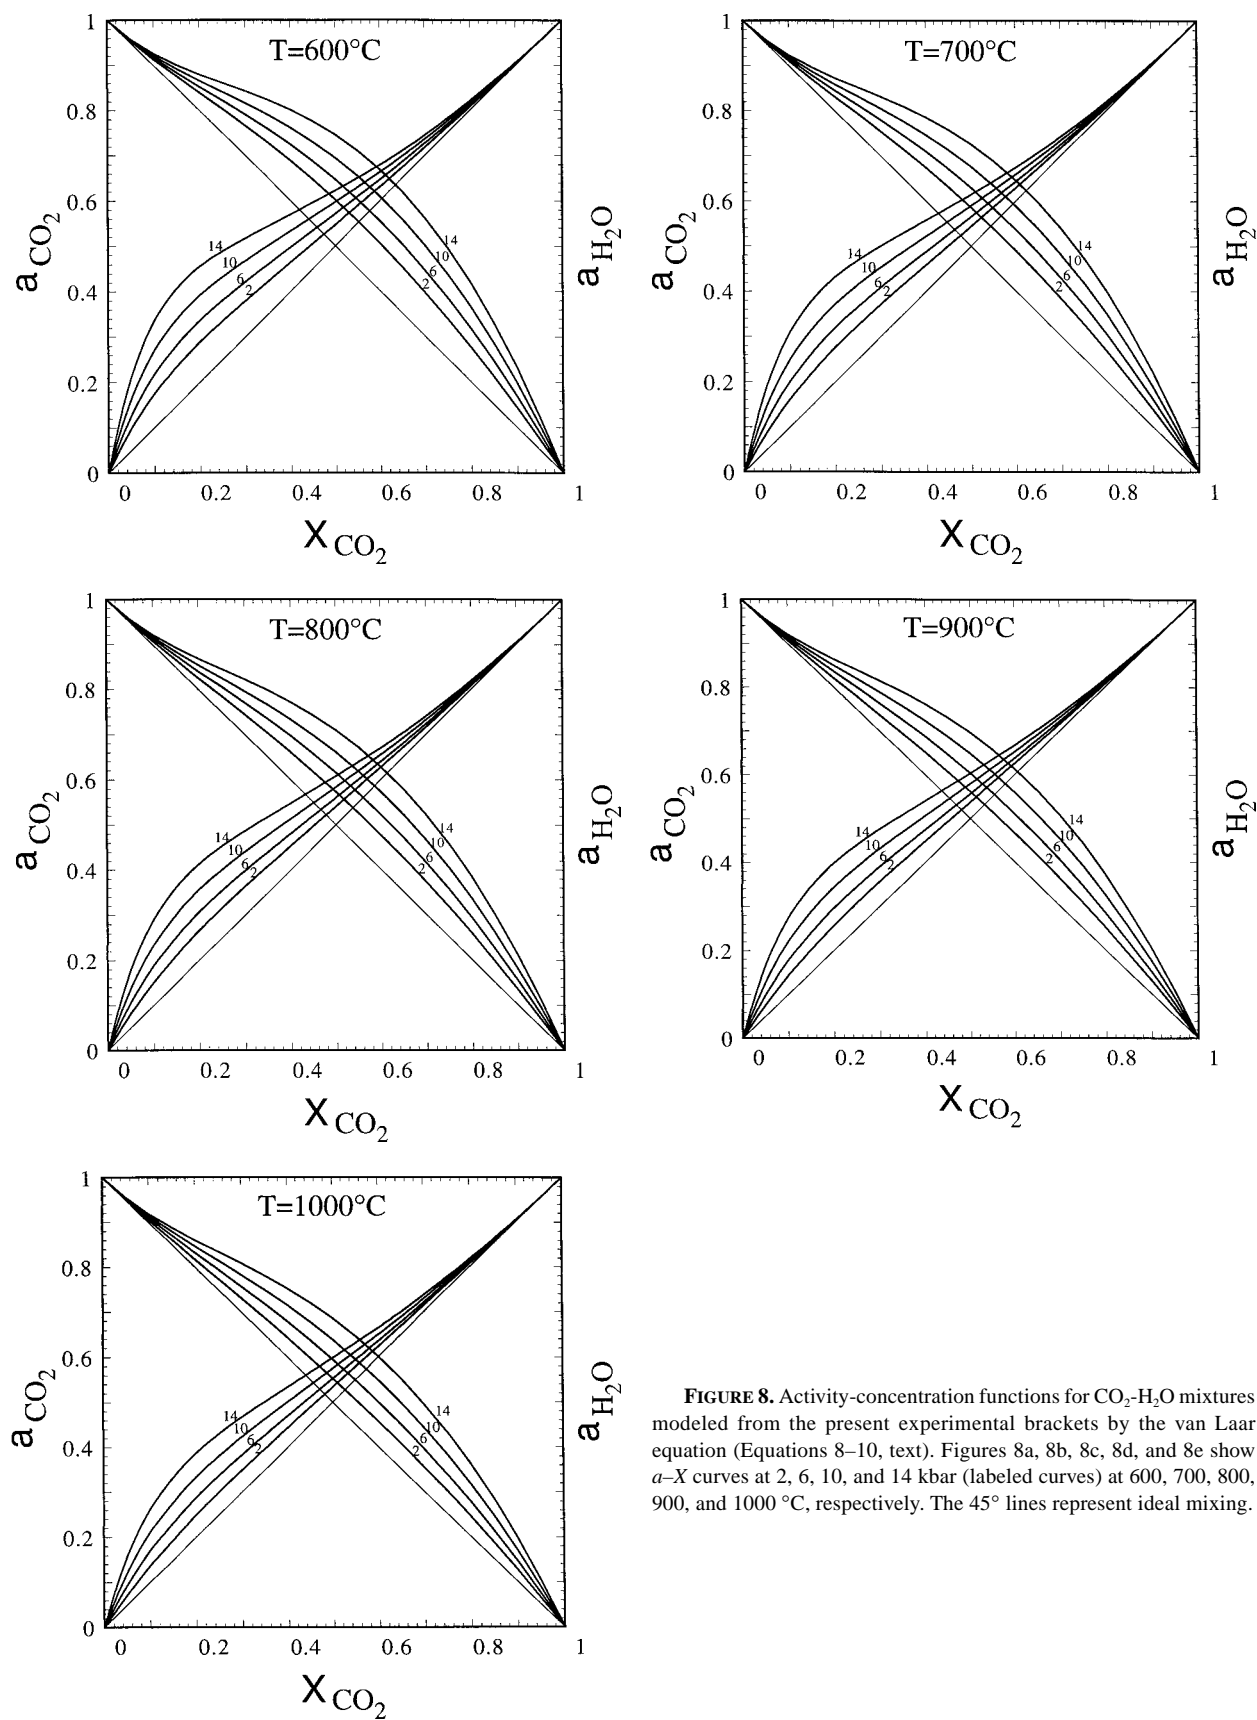 T=600°C
1
0.8
0.6
0.4
0.2
0
a CO₂
a H₂O
14
10
6
2
14
10
6
2
0 0.2 0.4 0.6 0.8 1
X CO₂
T=700°C
1
0.8
0.6
0.4
0.2
0
a CO₂
a H₂O
14
10
6
2
14
10
6
2
0 0.2 0.4 0.6 0.8 1
X CO₂
T=800°C
1
0.8
0.6
0.4
0.2
0
a CO₂
a H₂O
14
10
6
2
14
10
6
2
0 0.2 0.4 0.6 0.8 1
X CO₂
T=900°C
1
0.8
0.6
0.4
0.2
0
a CO₂
a H₂O
14
10
6
2
14
10
6
2
0 0.2 0.4 0.6 0.8 1
X CO₂
T=1000°C
1
0.8
0.6
0.4
0.2
0
a CO₂
a H₂O
14
10
6
2
14
10
6
2
0 0.2 0.4 0.6 0.8 1
X CO₂
FIGURE 8. Activity-concentration functions for CO₂-H₂O mixtures
modeled from the present experimental brackets by the van Laar
equation (Equations 8–10, text). Figures 8a, 8b, 8c, 8d, and 8e show
a–X curves at 2, 6, 10, and 14 kbar (labeled curves) at 600, 700, 800,
900, and 1000 °C, respectively. The 45° lines represent ideal mixing.